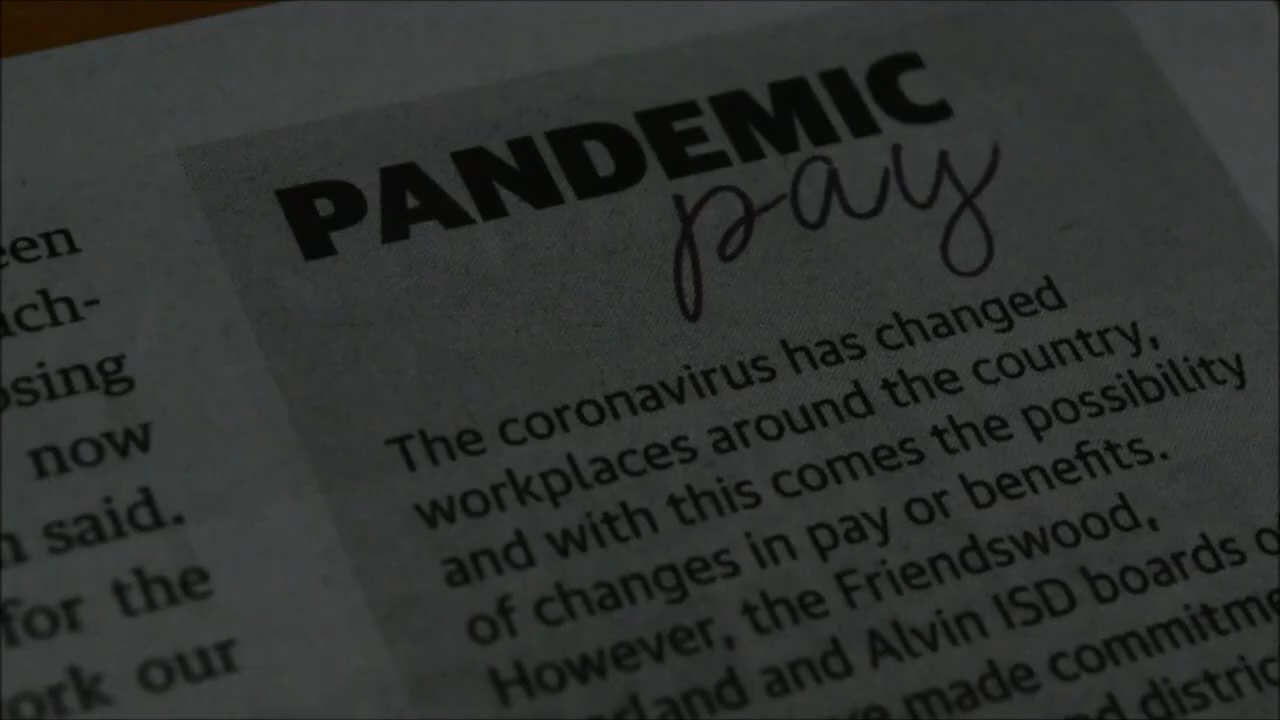 een
ach-
osing
now
said.
for the
ork our
PANDEMIC
pay
The coronavirus has changed
workplaces around the country,
and with this comes the possibility
of changes in pay or benefits.
However, the Friendswood,
rland and Alvin ISD boards o
made commitme
d distric